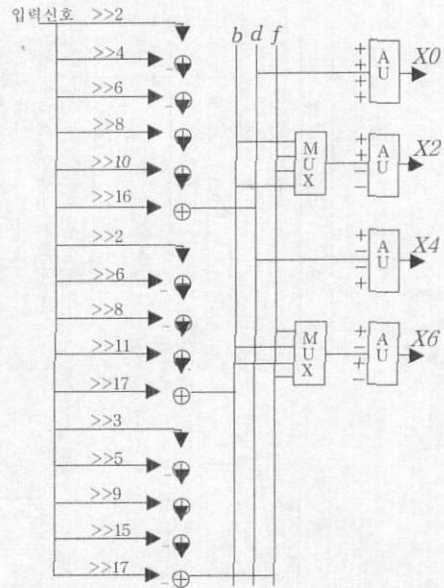 입력신호 >>2
>>4
>>6
>>8
>>10
>>16
>>2
>>6
>>8
>>11
>>17
>>3
>>5
>>9
>>15
>>17
b d f
MUX
MUX
+
+
+
+
AU
X0
+
+
−
−
AU
X2
+
−
−
+
AU
X4
+
−
+
−
AU
X6